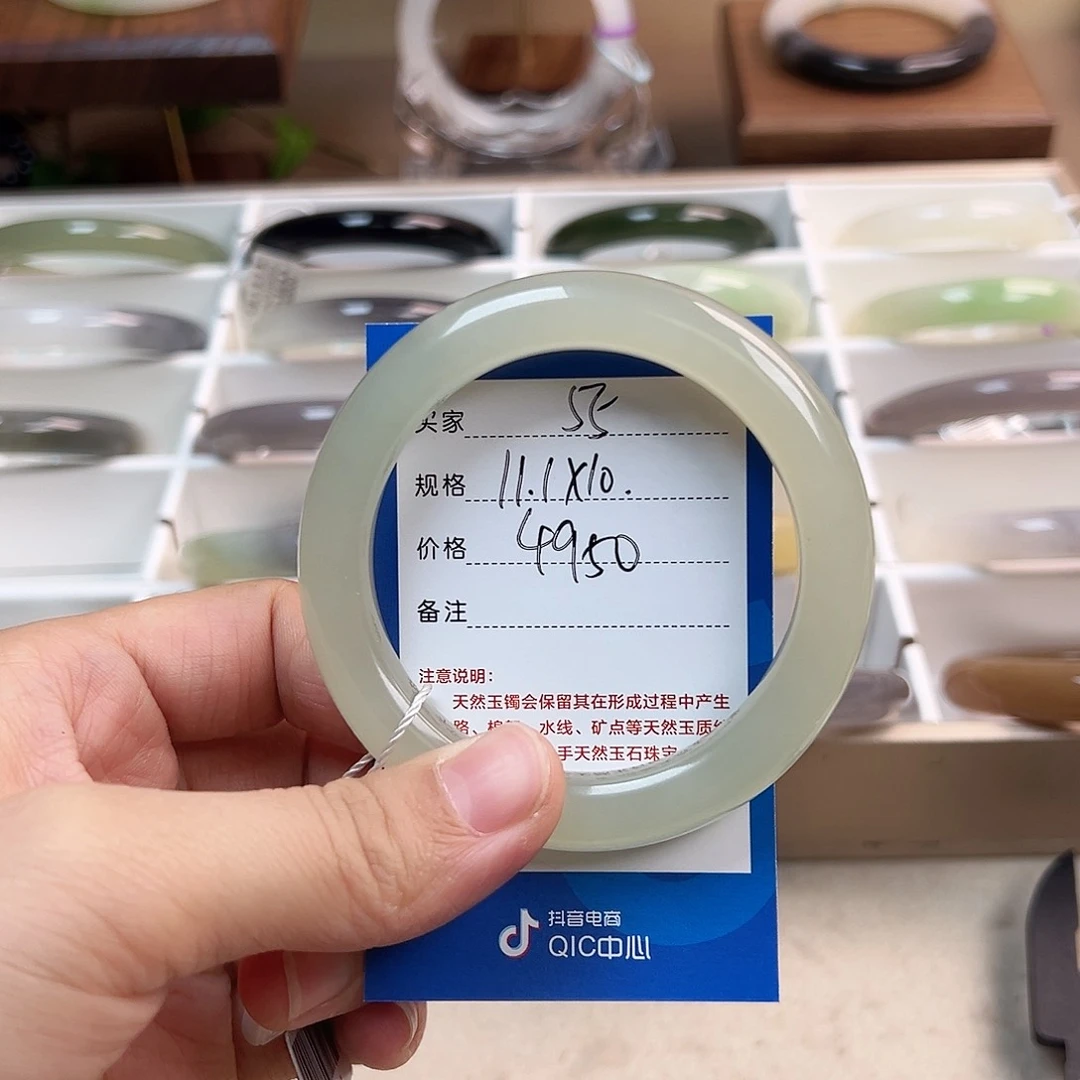 买家 55
规格 11.1X10.
价格 4950
备注
注意说明:
天然玉镯会保留其在形成过程中产生
路、棉 水线、矿点等天然玉质
手天然玉石珠宝
抖音电商
QIC中心